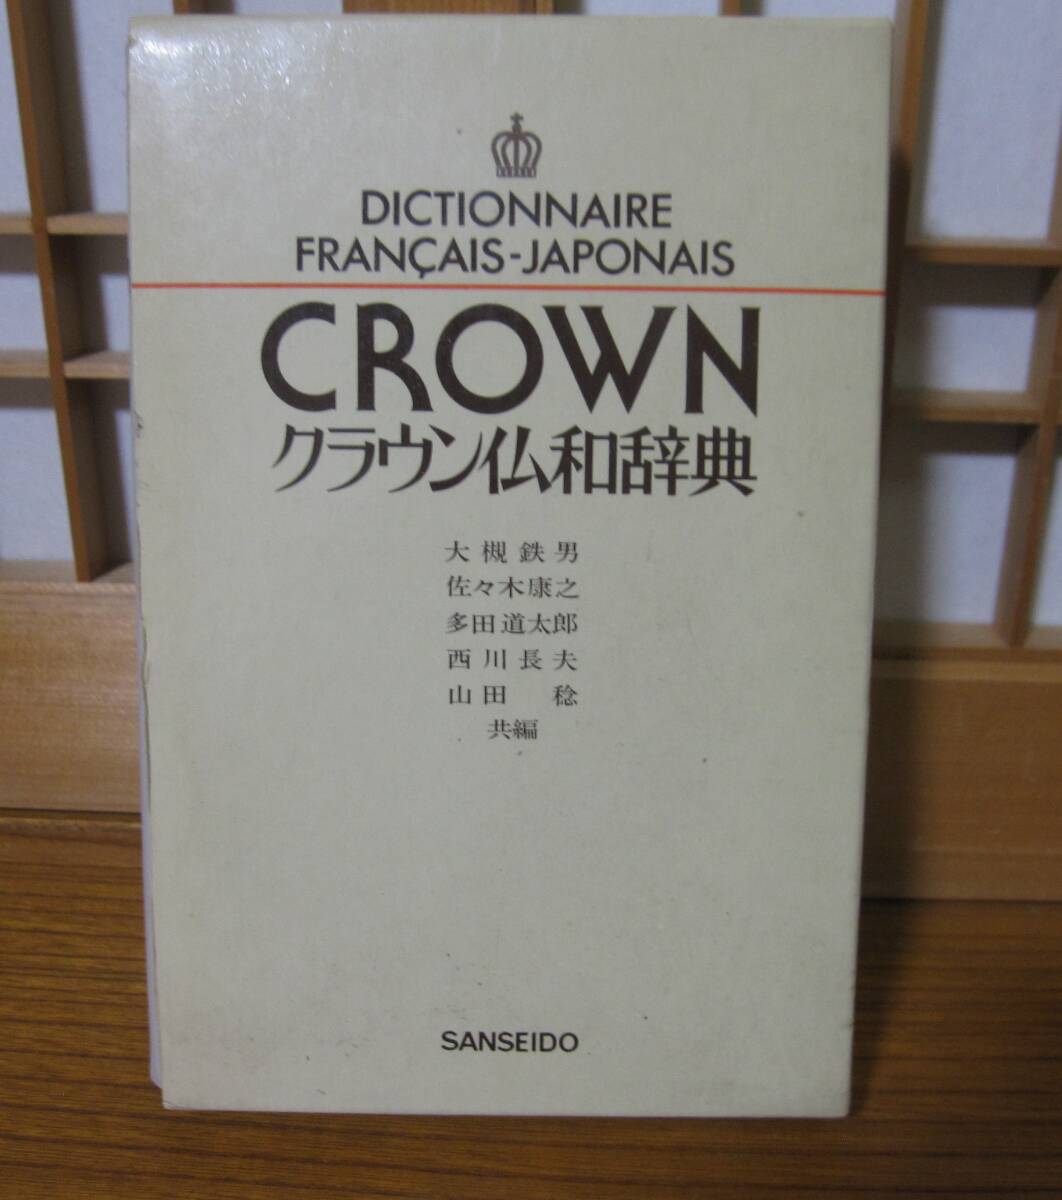 DICTIONNAIRE
FRANÇAIS-JAPONAIS
CROWN
クラウン仏和辞典
大槻鉄男
佐々木康之
多田道太郎
西川長夫
山田 稔
共編
SANSEIDO